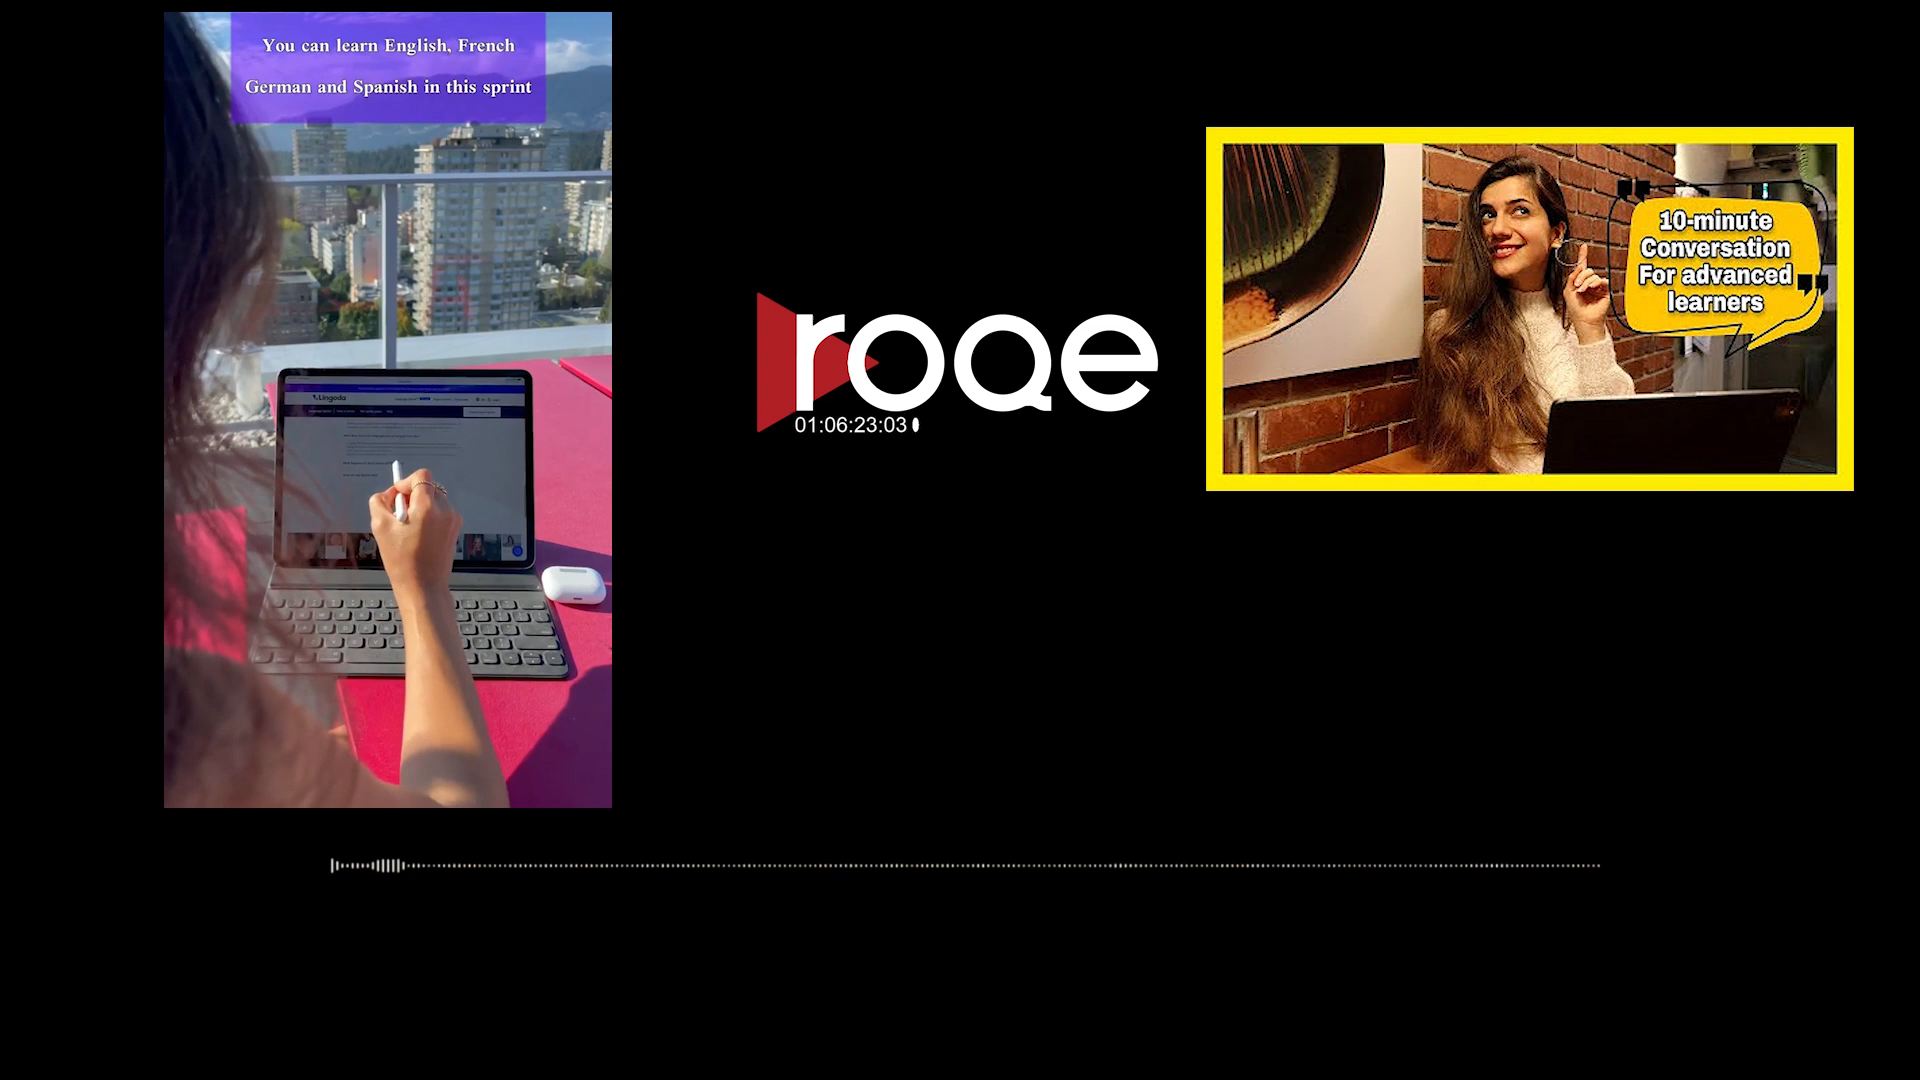 You can learn English, French
German and Spanish in this sprint
Lingoda
roqe
01:06:23:03
10-minute
Conversation
For advanced
learners